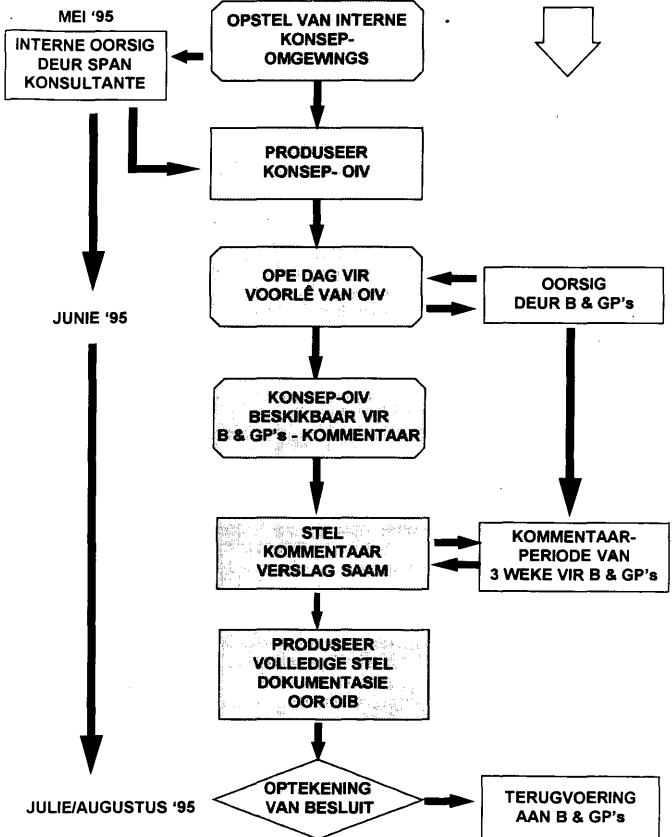 MEI ‘95
OPSTEL VAN INTERNE
KONSEP-
OMGEWINGS
INTERNE OORSIG
DEUR SPAN
KONSULTANTE
PRODUSEER
KONSEP- OIV
OPE DAG VIR
VOORLÊ VAN OIV
OORSIG
DEUR B & GP's
JUNIE ‘95
KONSEP-OIV
BESKIKBAAR VIR
B & GP's - KOMMENTAAR
STEL
KOMMENTAAR
VERSLAG SAAM
KOMMENTAAR-
PERIODE VAN
3 WEKE VIR B & GP's
PRODUSEER
VOLLEDIGE STEL
DOKUMENTASIE
OOR OIB
OPTEKENING
VAN BESLUIT
JULIE/AUGUSTUS ‘95
TERUGVOERING
AAN B & GP's